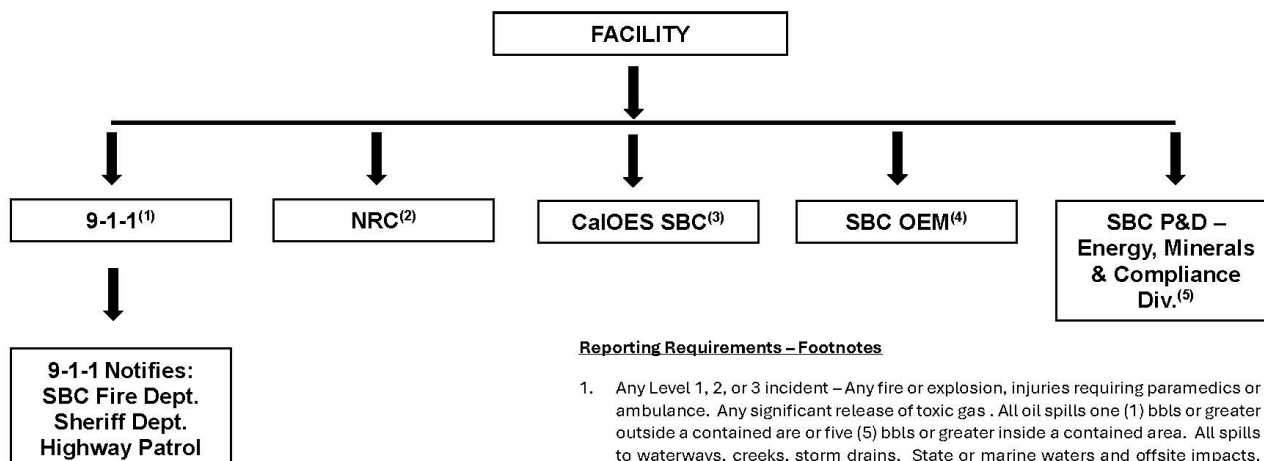 FACILITY
9-1-1(1)
NRC(2)
CalOES SBC(3)
SBC OEM(4)
SBC P&D –
Energy, Minerals
& Compliance
Div.(5)
9-1-1 Notifies:
SBC Fire Dept.
Sheriff Dept.
Highway Patrol
Reporting Requirements – Footnotes
1. Any Level 1, 2, or 3 incident – Any fire or explosion, injuries requiring paramedics or
ambulance. Any significant release of toxic gas . All oil spills one (1) bbls or greater
outside a contained are or five (5) bbls or greater inside a contained area. All spills
to waterways, creeks, storm drains. State or marine waters and offsite impacts.